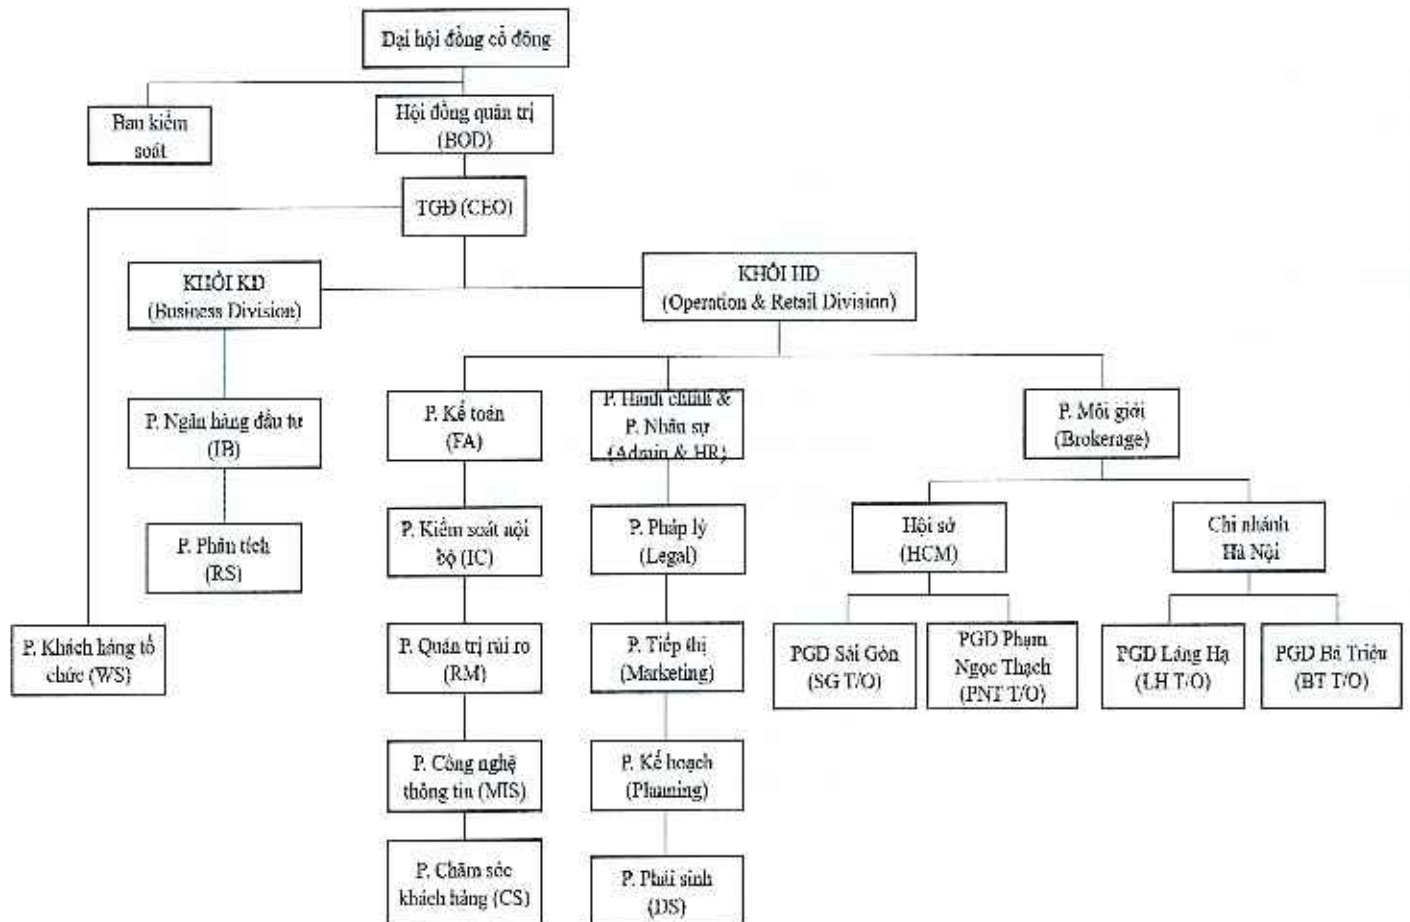 Đại hội đồng cổ đông
Ban kiểm
soát
Hội đồng quản trị
(BOD)
TGĐ (CEO)
KHỐI KD
(Business Division)
KHỐI HĐ
(Operation & Retail Division)
P. Ngân hàng đầu tư
(IB)
P. Kế toán
(FA)
P. Hành chính &
P. Nhân sự
(Admin & HR)
P. Môi giới
(Brokerage)
P. Phân tích
(RS)
P. Kiểm soát nội
bộ (IC)
P. Pháp lý
(Legal)
Hội sở
(HCM)
Chi nhánh
Hà Nội
P. Khách hàng tổ
chức (WS)
P. Quản trị rủi ro
(RM)
P. Tiếp thị
(Marketing)
PGD Sài Gòn
(SG T/O)
PGD Phạm
Ngọc Thạch
(PNT T/O)
PGD Láng Hạ
(LH T/O)
PGD Bà Triệu
(BT T/O)
P. Công nghệ
thông tin (MIS)
P. Kế hoạch
(Planning)
P. Chăm sóc
khách hàng (CS)
P. Phái sinh
(DS)